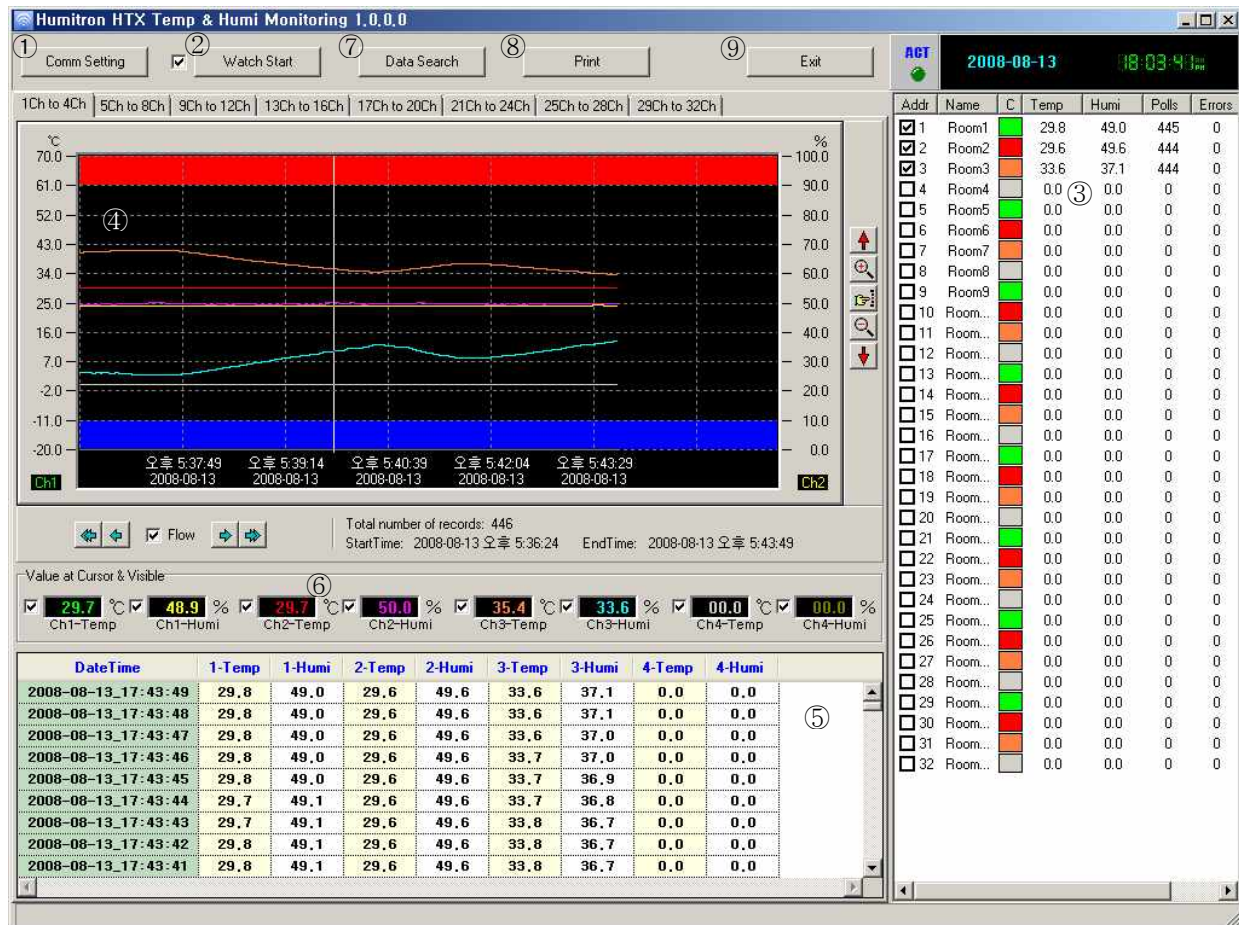 Humitron HTX Temp & Humi Monitoring 1.0.0.0
① Comm Setting ② Watch Start ⑦ Data Search ⑧ Print ⑨ Exit
ACT 2008-08-13 18:03:41
1Ch to 4Ch 5Ch to 8Ch 9Ch to 12Ch 13Ch to 16Ch 17Ch to 20Ch 21Ch to 24Ch 25Ch to 28Ch 29Ch to 32Ch
℃ %
70.0 100.0
61.0 90.0
52.0 80.0
④
43.0 70.0
34.0 60.0
25.0 50.0
16.0 40.0
7.0 30.0
-2.0 20.0
-11.0 10.0
-20.0 0.0
오후 5:37:49 오후 5:39:14 오후 5:40:39 오후 5:42:04 오후 5:43:29
Ch1 2008-08-13 2008-08-13 2008-08-13 2008-08-13 2008-08-13 Ch2
Flow
Total number of records: 446
StartTime: 2008-08-13 오후 5:36:24 EndTime: 2008-08-13 오후 5:43:49
Value at Cursor & Visible
⑥
29.7 ℃ 48.9 % 29.7 ℃ 50.0 % 35.4 ℃ 33.6 % 00.0 ℃ 00.0 %
Ch1-Temp Ch1-Humi Ch2-Temp Ch2-Humi Ch3-Temp Ch3-Humi Ch4-Temp Ch4-Humi
DateTime 1-Temp 1-Humi 2-Temp 2-Humi 3-Temp 3-Humi 4-Temp 4-Humi
2008-08-13_17:43:49 29.8 49.0 29.6 49.6 33.6 37.1 0.0 0.0
2008-08-13_17:43:48 29.8 49.0 29.6 49.6 33.6 37.1 0.0 0.0
2008-08-13_17:43:47 29.8 49.0 29.6 49.6 33.6 37.0 0.0 0.0
2008-08-13_17:43:46 29.8 49.0 29.6 49.6 33.7 37.0 0.0 0.0
2008-08-13_17:43:45 29.8 49.0 29.6 49.6 33.7 36.9 0.0 0.0
2008-08-13_17:43:44 29.7 49.1 29.6 49.6 33.7 36.8 0.0 0.0
2008-08-13_17:43:43 29.7 49.1 29.6 49.6 33.8 36.7 0.0 0.0
2008-08-13_17:43:42 29.8 49.1 29.6 49.6 33.8 36.7 0.0 0.0
2008-08-13_17:43:41 29.8 49.1 29.6 49.6 33.8 36.7 0.0 0.0
⑤
Addr Name C Temp Humi Polls Errors
1 Room1 29.8 49.0 445 0
2 Room2 29.6 49.6 444 0
3 Room3 33.6 37.1 444 0
4 Room4 0.0 ③ 0.0 0 0
5 Room5 0.0 0.0 0 0
6 Room6 0.0 0.0 0 0
7 Room7 0.0 0.0 0 0
8 Room8 0.0 0.0 0 0
9 Room9 0.0 0.0 0 0
10 Room... 0.0 0.0 0 0
11 Room... 0.0 0.0 0 0
12 Room... 0.0 0.0 0 0
13 Room... 0.0 0.0 0 0
14 Room... 0.0 0.0 0 0
15 Room... 0.0 0.0 0 0
16 Room... 0.0 0.0 0 0
17 Room... 0.0 0.0 0 0
18 Room... 0.0 0.0 0 0
19 Room... 0.0 0.0 0 0
20 Room... 0.0 0.0 0 0
21 Room... 0.0 0.0 0 0
22 Room... 0.0 0.0 0 0
23 Room... 0.0 0.0 0 0
24 Room... 0.0 0.0 0 0
25 Room... 0.0 0.0 0 0
26 Room... 0.0 0.0 0 0
27 Room... 0.0 0.0 0 0
28 Room... 0.0 0.0 0 0
29 Room... 0.0 0.0 0 0
30 Room... 0.0 0.0 0 0
31 Room... 0.0 0.0 0 0
32 Room... 0.0 0.0 0 0